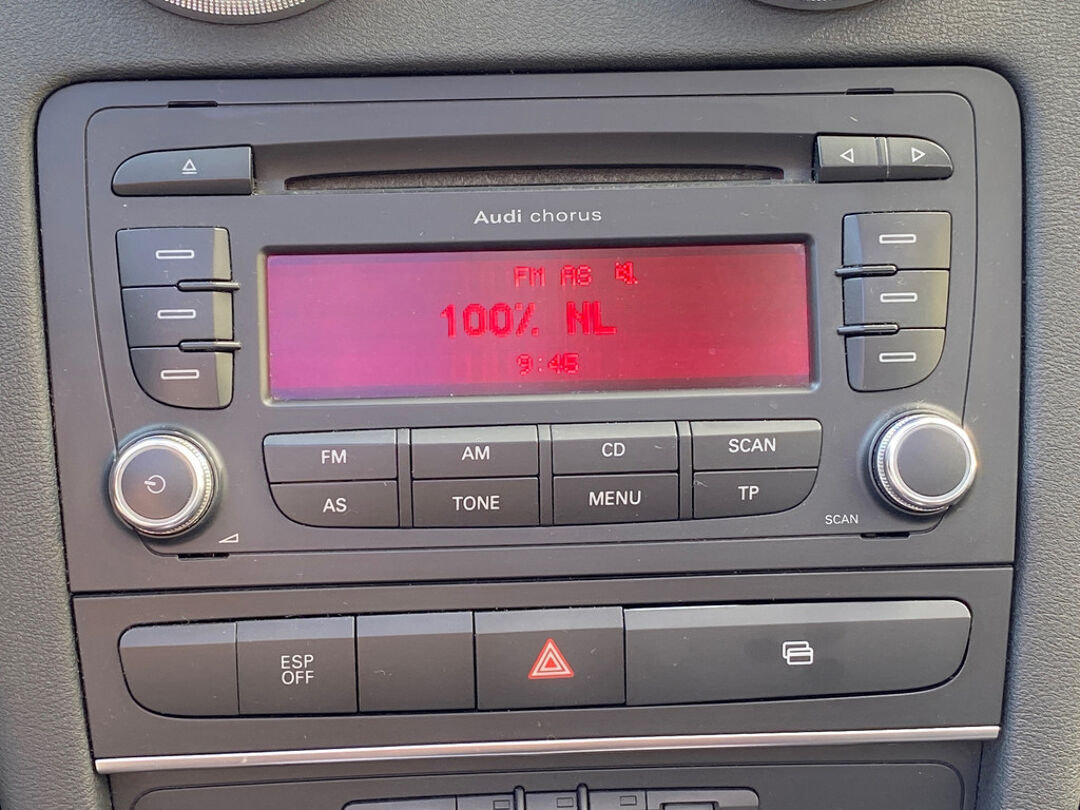 Audi chorus
FM AS
100% NL
9:45
FM AM CD SCAN
AS TONE MENU TP
SCAN
ESP
OFF